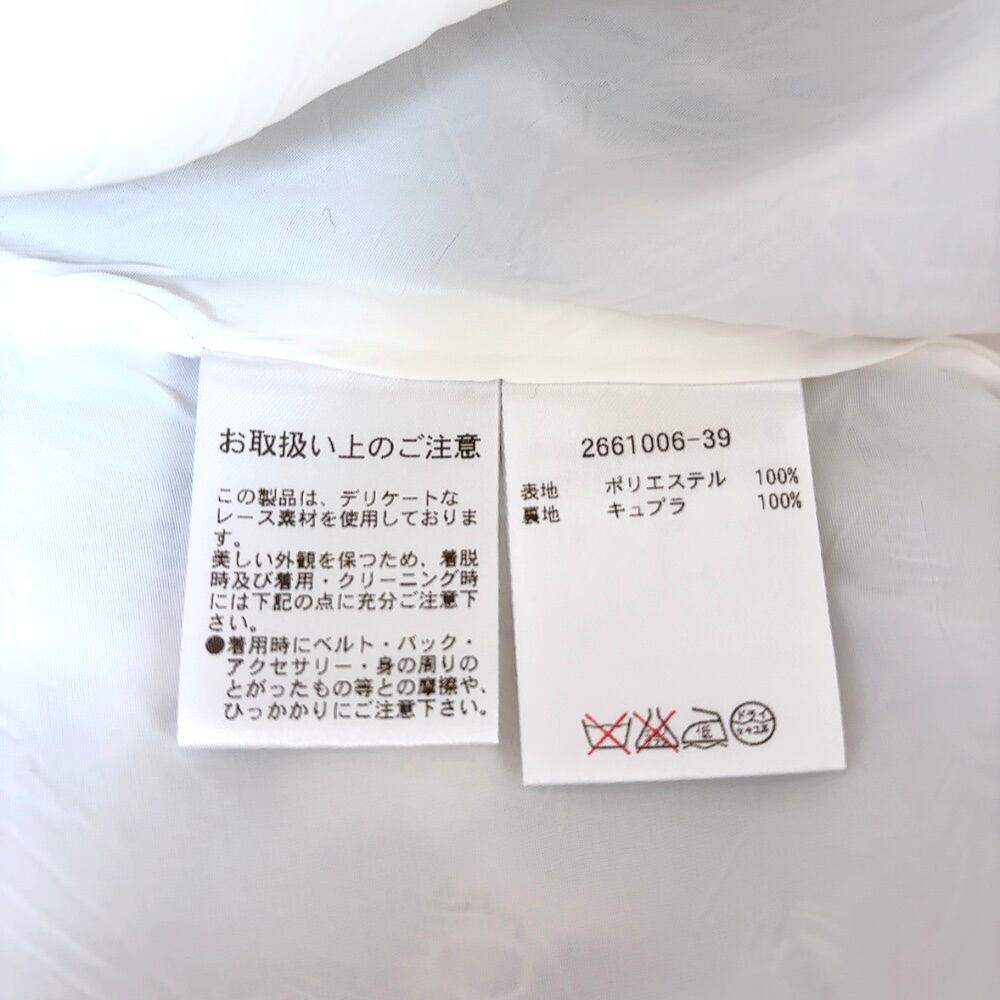 お取扱い上のご注意
この製品は、デリケートな
レース素材を使用しておりま
す。
美しい外観を保つため、着脱
時及び着用・クリーニング時
には下記の点に充分ご注意下
さい。
●着用時にベルト・バック・
アクセサリー・身の周りの
とがったもの等との摩擦や、
ひっかかりにご注意下さい。
2661006-39
表地 ポリエステル 100%
裏地 キュプラ 100%
低
ドライ